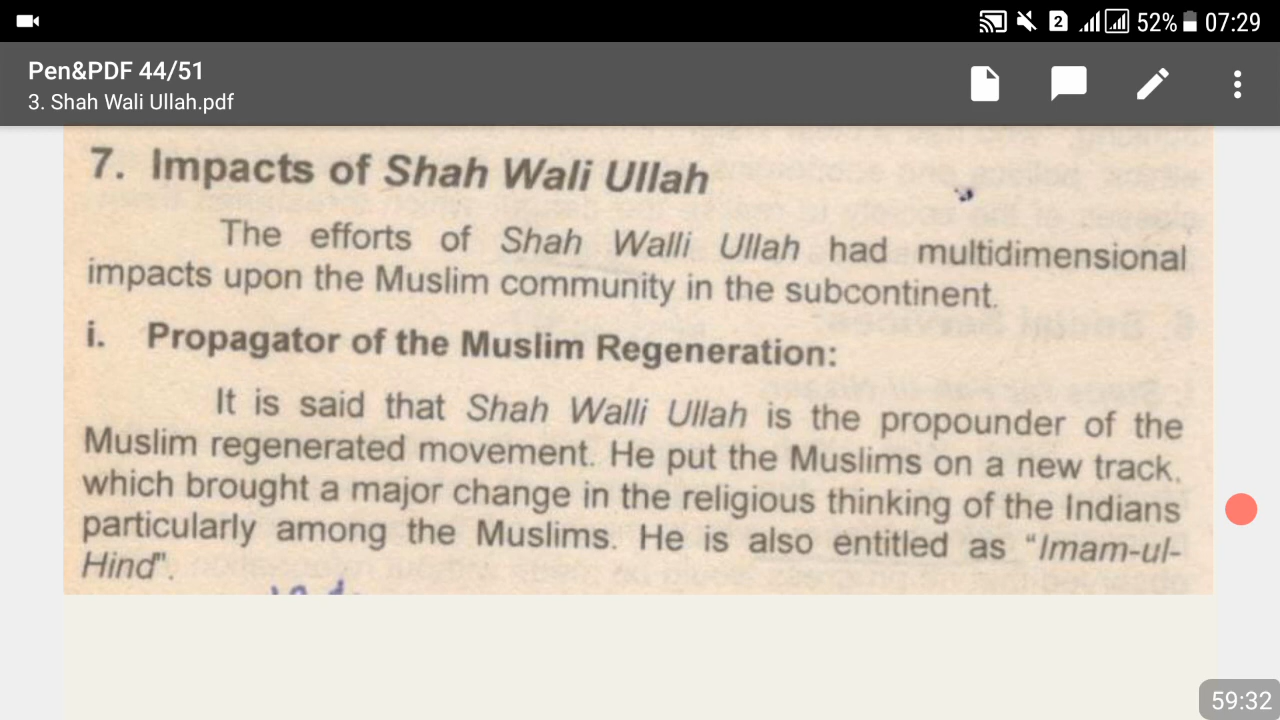 52% 07:29
Pen&PDF 44/51
3. Shah Wali Ullah.pdf
7. Impacts of Shah Wali Ullah
The efforts of Shah Walli Ullah had multidimensional
impacts upon the Muslim community in the subcontinent.
i. Propagator of the Muslim Regeneration:
It is said that Shah Walli Ullah is the propounder of the
Muslim regenerated movement. He put the Muslims on a new track,
which brought a major change in the religious thinking of the Indians
particularly among the Muslims. He is also entitled as "Imam-ul-
Hind".
59:32